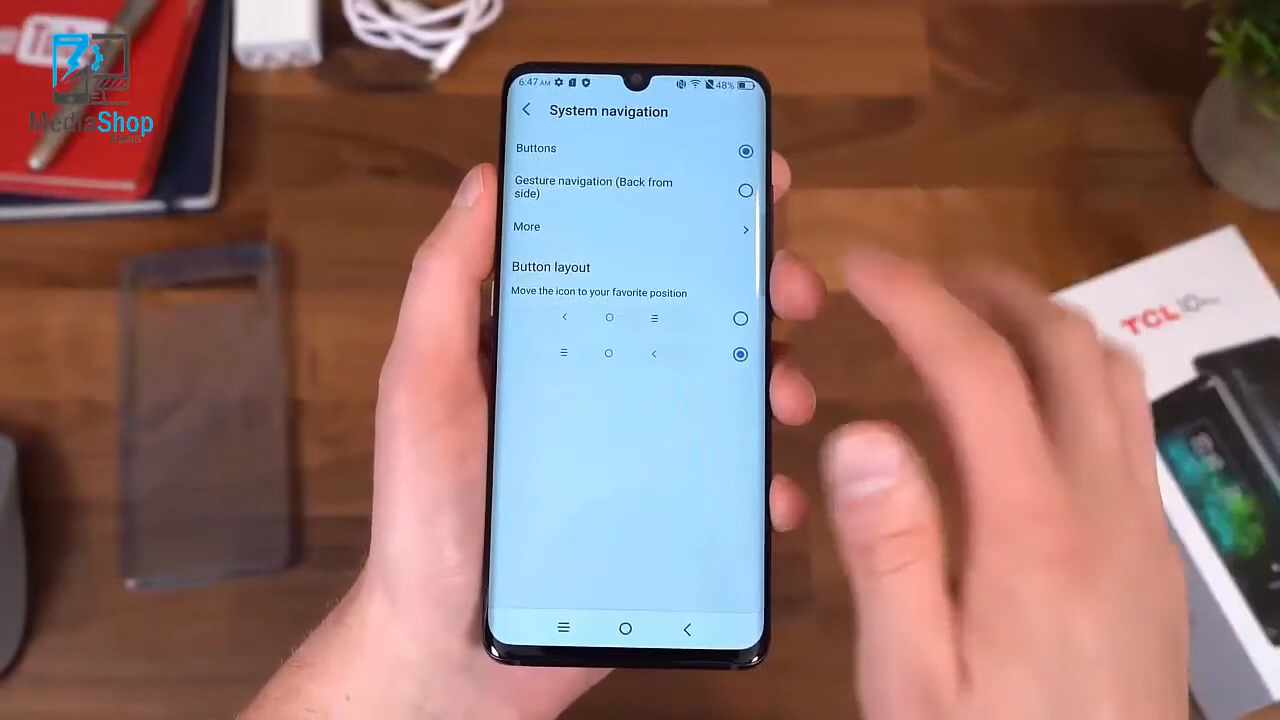 MediaShop
6:47 AM
48%
System navigation
Buttons
Gesture navigation (Back from
side)
More
Button layout
Move the icon to your favorite position
TCL 10